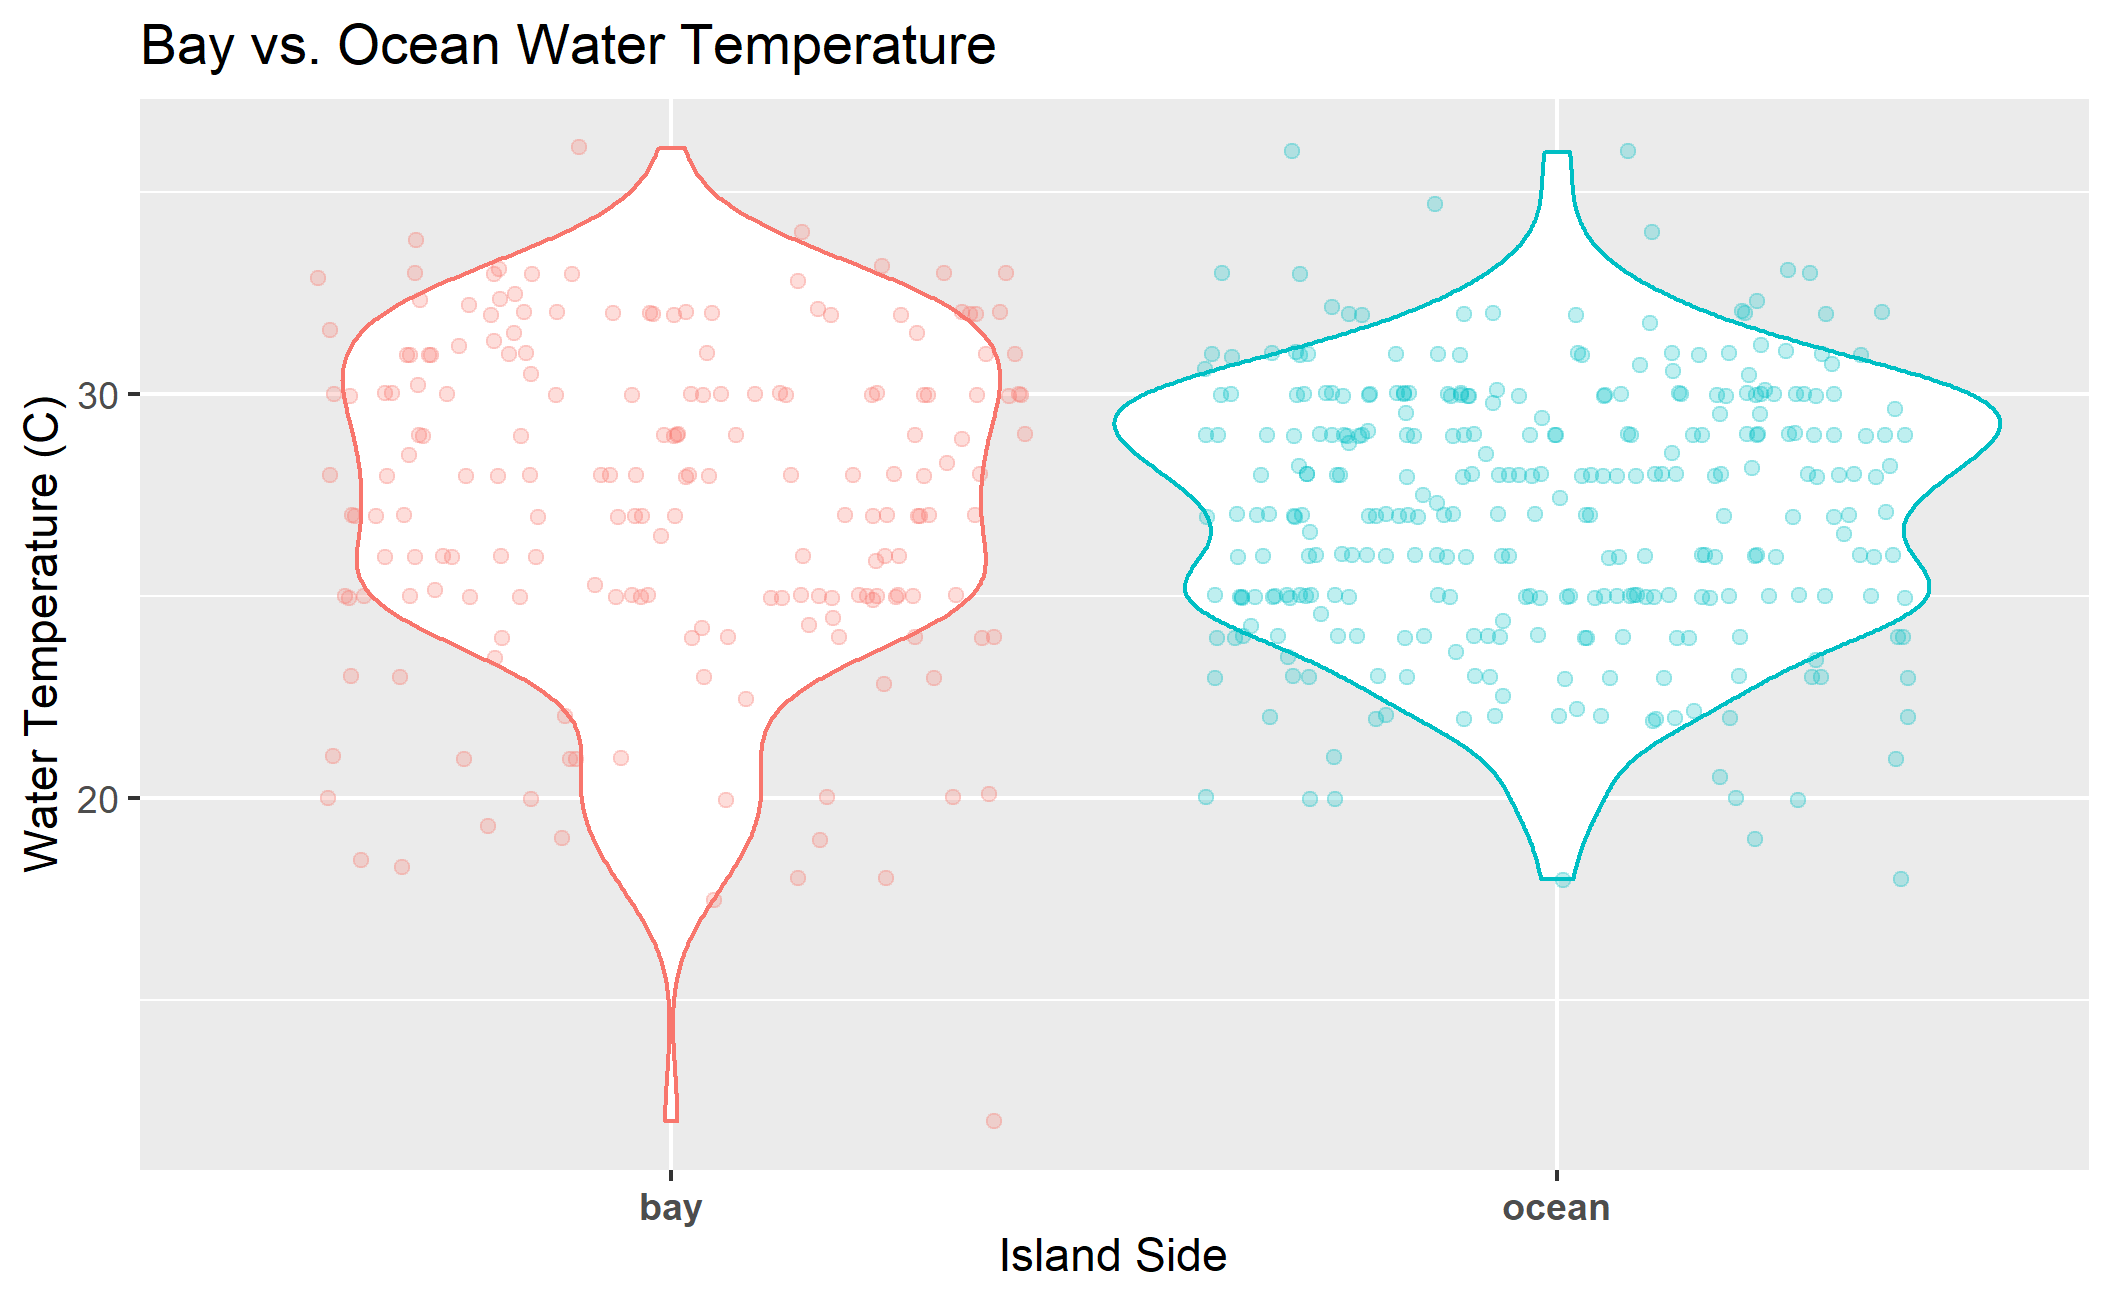 Bay vs. Ocean Water Temperature
Water Temperature (C)
30
20
bay
ocean
Island Side